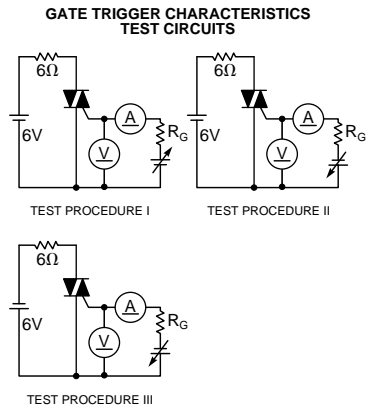 GATE TRIGGER CHARACTERISTICS
TEST CIRCUITS
6Ω
6V
A
V
RG
TEST PROCEDURE I
6Ω
6V
A
V
RG
TEST PROCEDURE II
6Ω
6V
A
V
RG
TEST PROCEDURE III